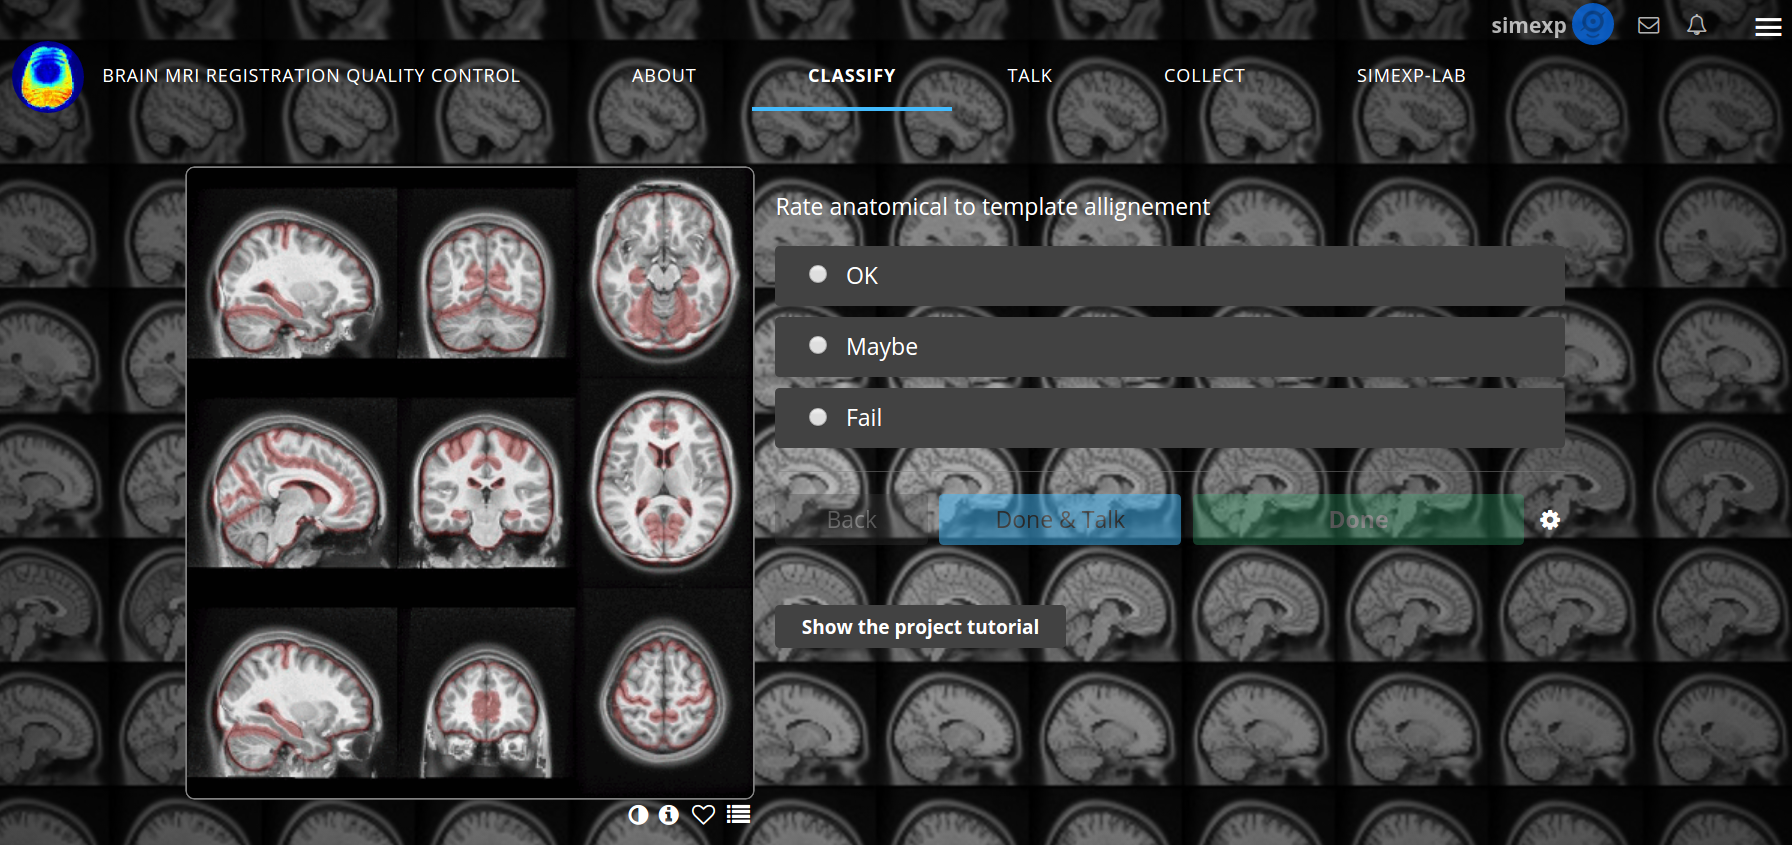 simexp
BRAIN MRI REGISTRATION QUALITY CONTROL
ABOUT
CLASSIFY
TALK
COLLECT
SIMEXP-LAB
Rate anatomical to template allignement
OK
Maybe
Fail
Back
Done & Talk
Done
Show the project tutorial